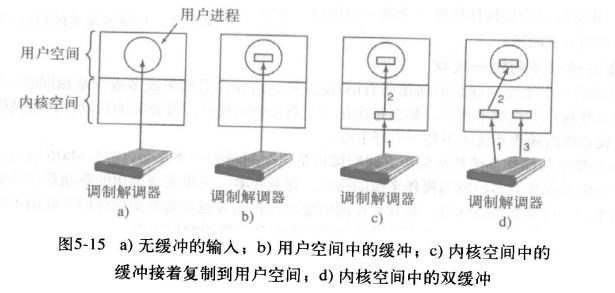 用户进程
用户空间
内核空间
2
2
1
1
3
调制解调器
调制解调器
调制解调器
调制解调器
a)
b)
c)
d)
图5-15 a) 无缓冲的输入；b) 用户空间中的缓冲；c) 内核空间中的
缓冲接着复制到用户空间；d) 内核空间中的双缓冲